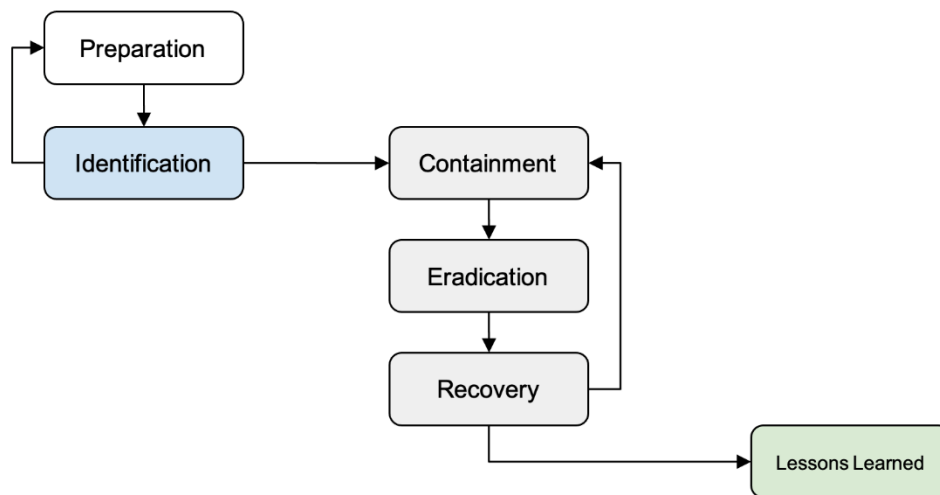 Preparation
Identification
Containment
Eradication
Recovery
Lessons Learned